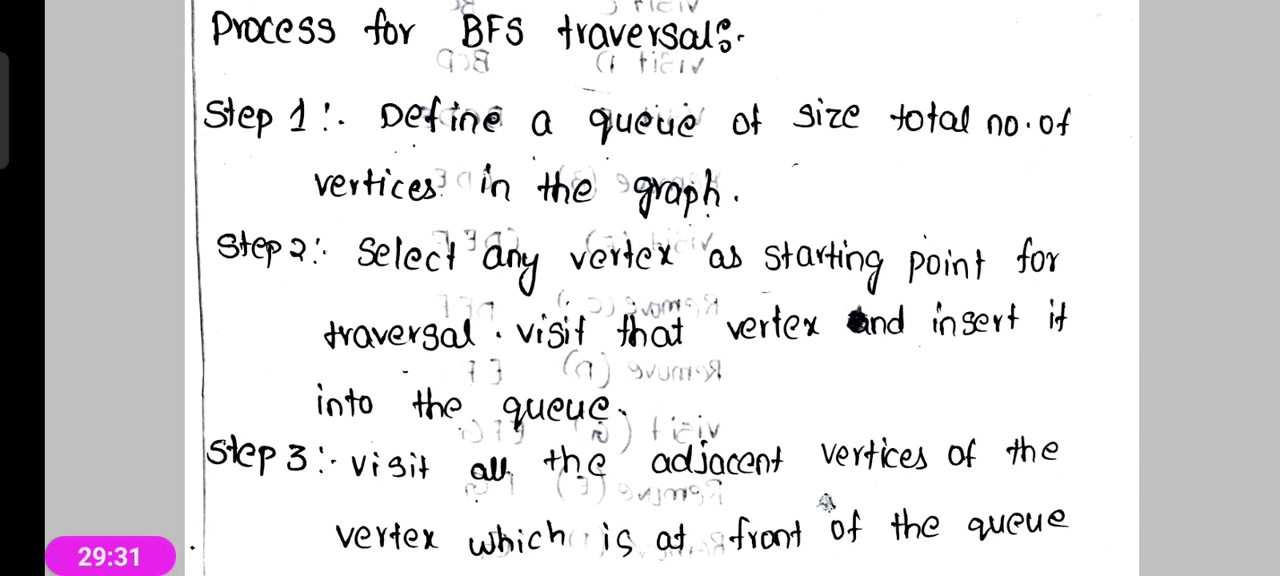 Process for BFS traversal:-
Step 1:- Define a queue of size total no. of
vertices in the graph.
Step 2:- Select any vertex as starting point for
traversal. visit that vertex and insert it
into the queue.
Step 3:- visit all the adjacent vertices of the
vertex which is at front of the queue
29:31